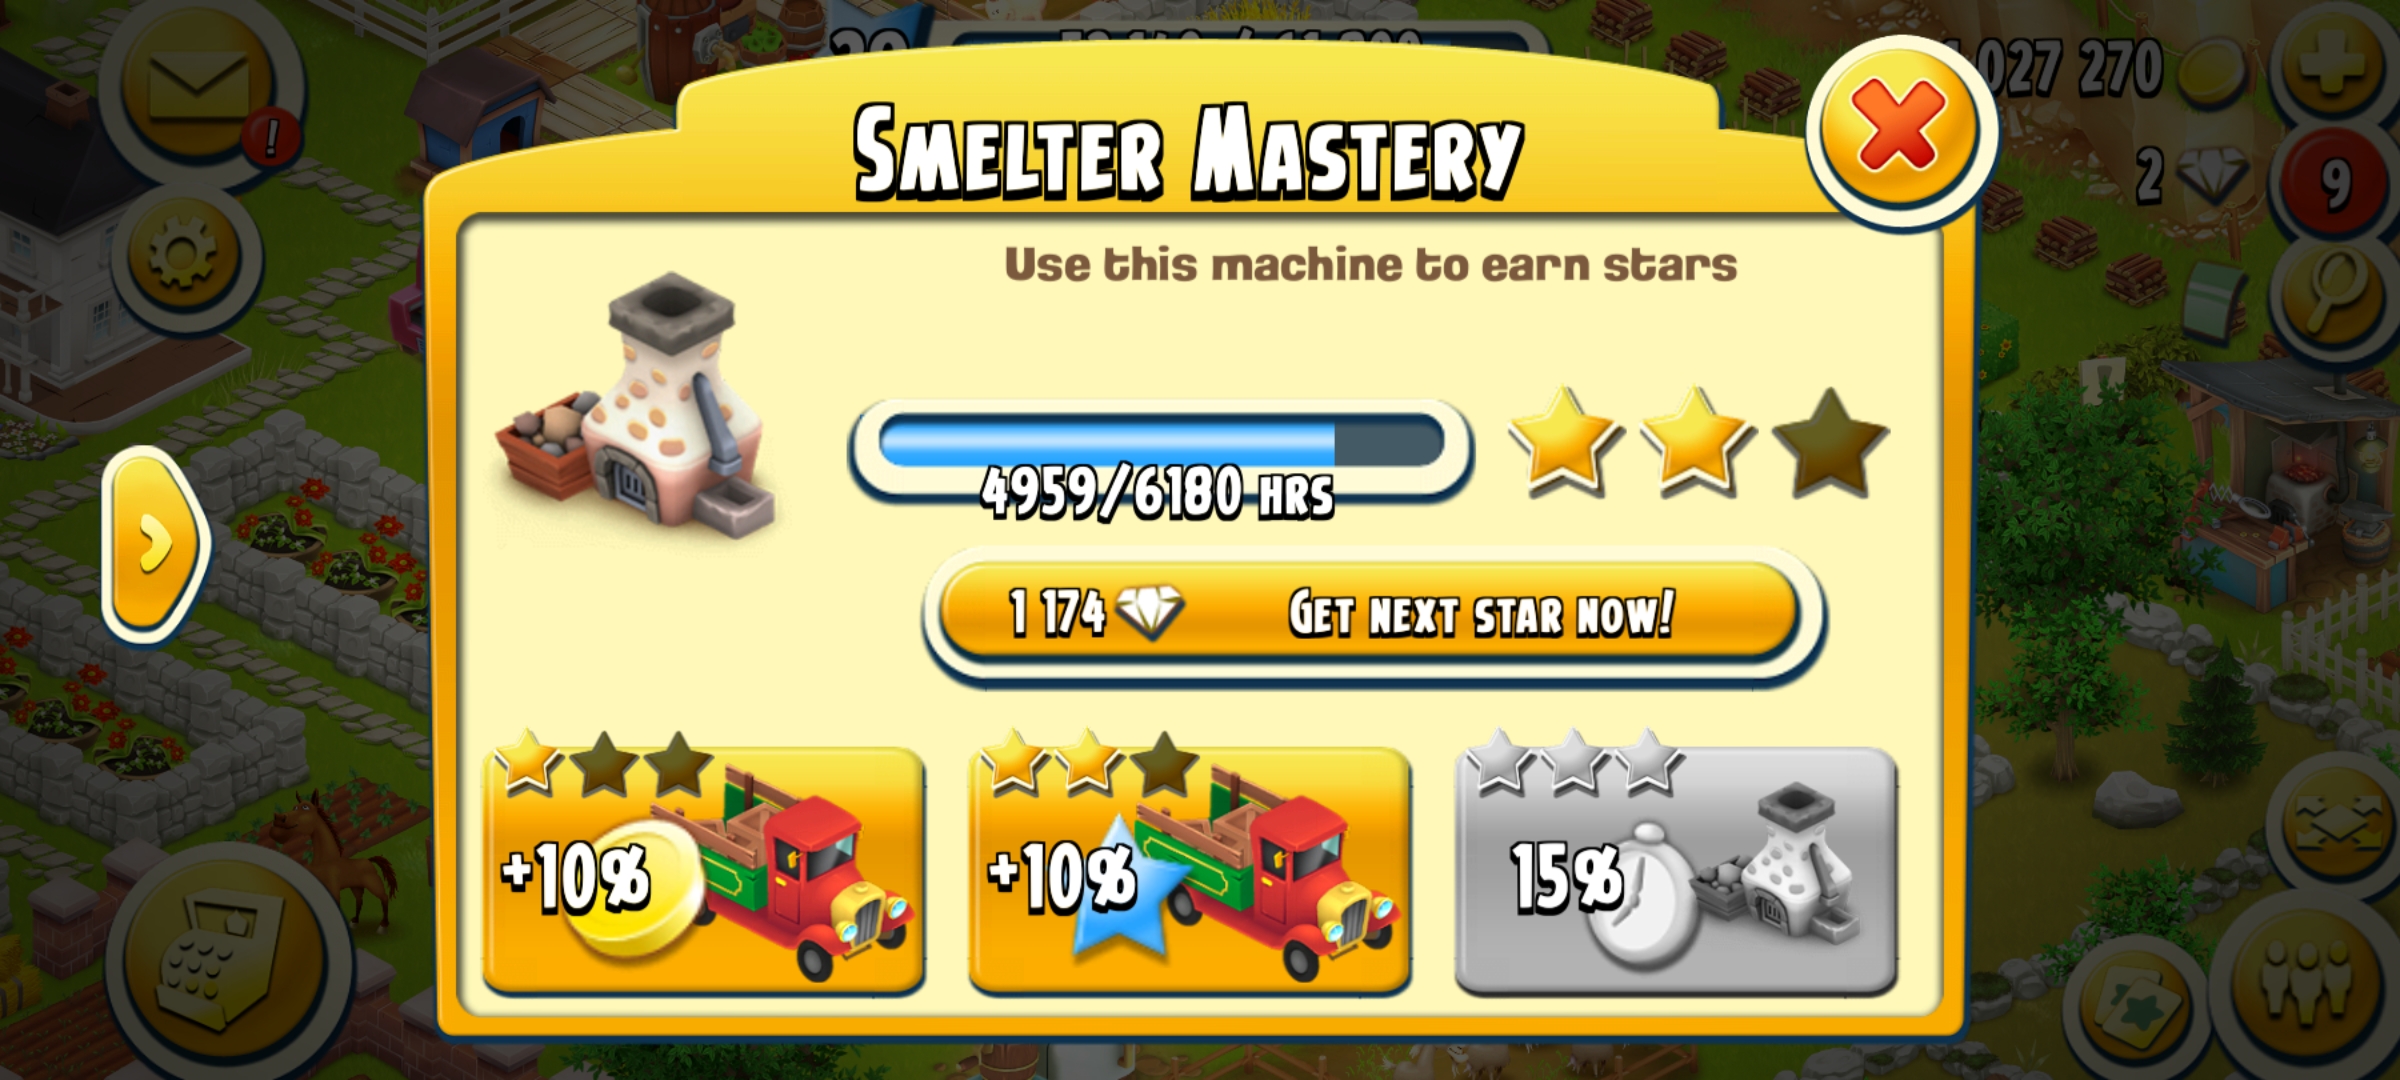 SMELTER MASTERY
027 270
!
2
9
Use this machine to earn stars
4959/6180 HRS
1 174 GET NEXT STAR NOW!
+10% +10% 15%